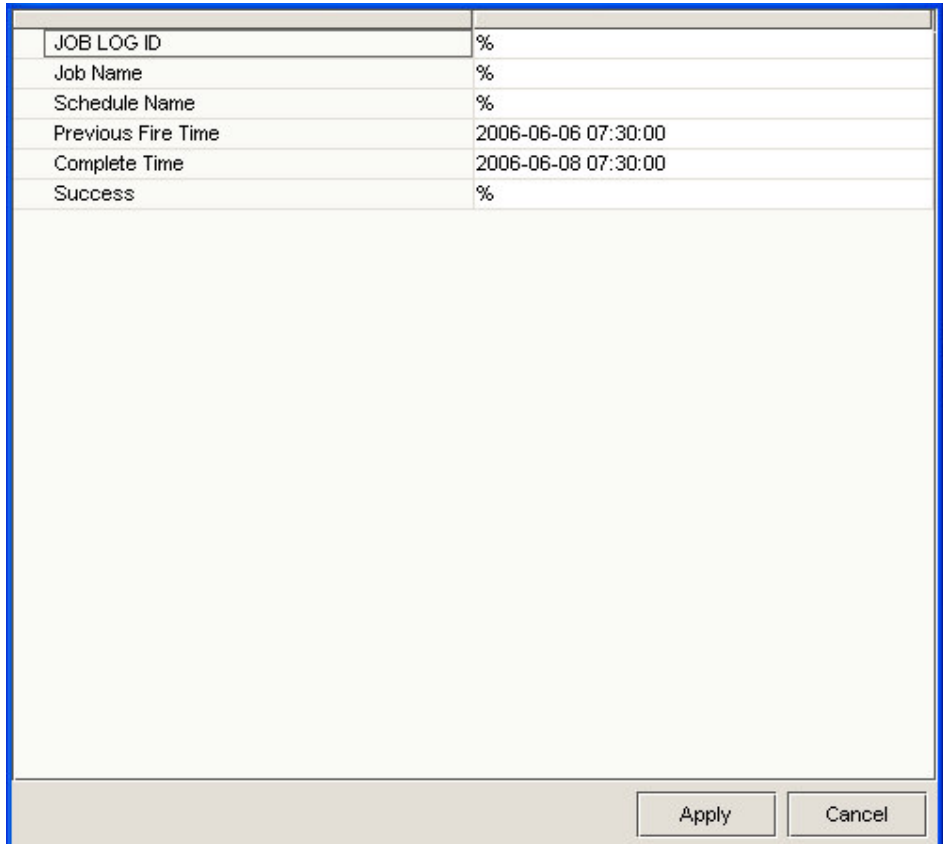 JOB LOG ID %
Job Name %
Schedule Name %
Previous Fire Time 2006-06-06 07:30:00
Complete Time 2006-06-08 07:30:00
Success %
Apply Cancel